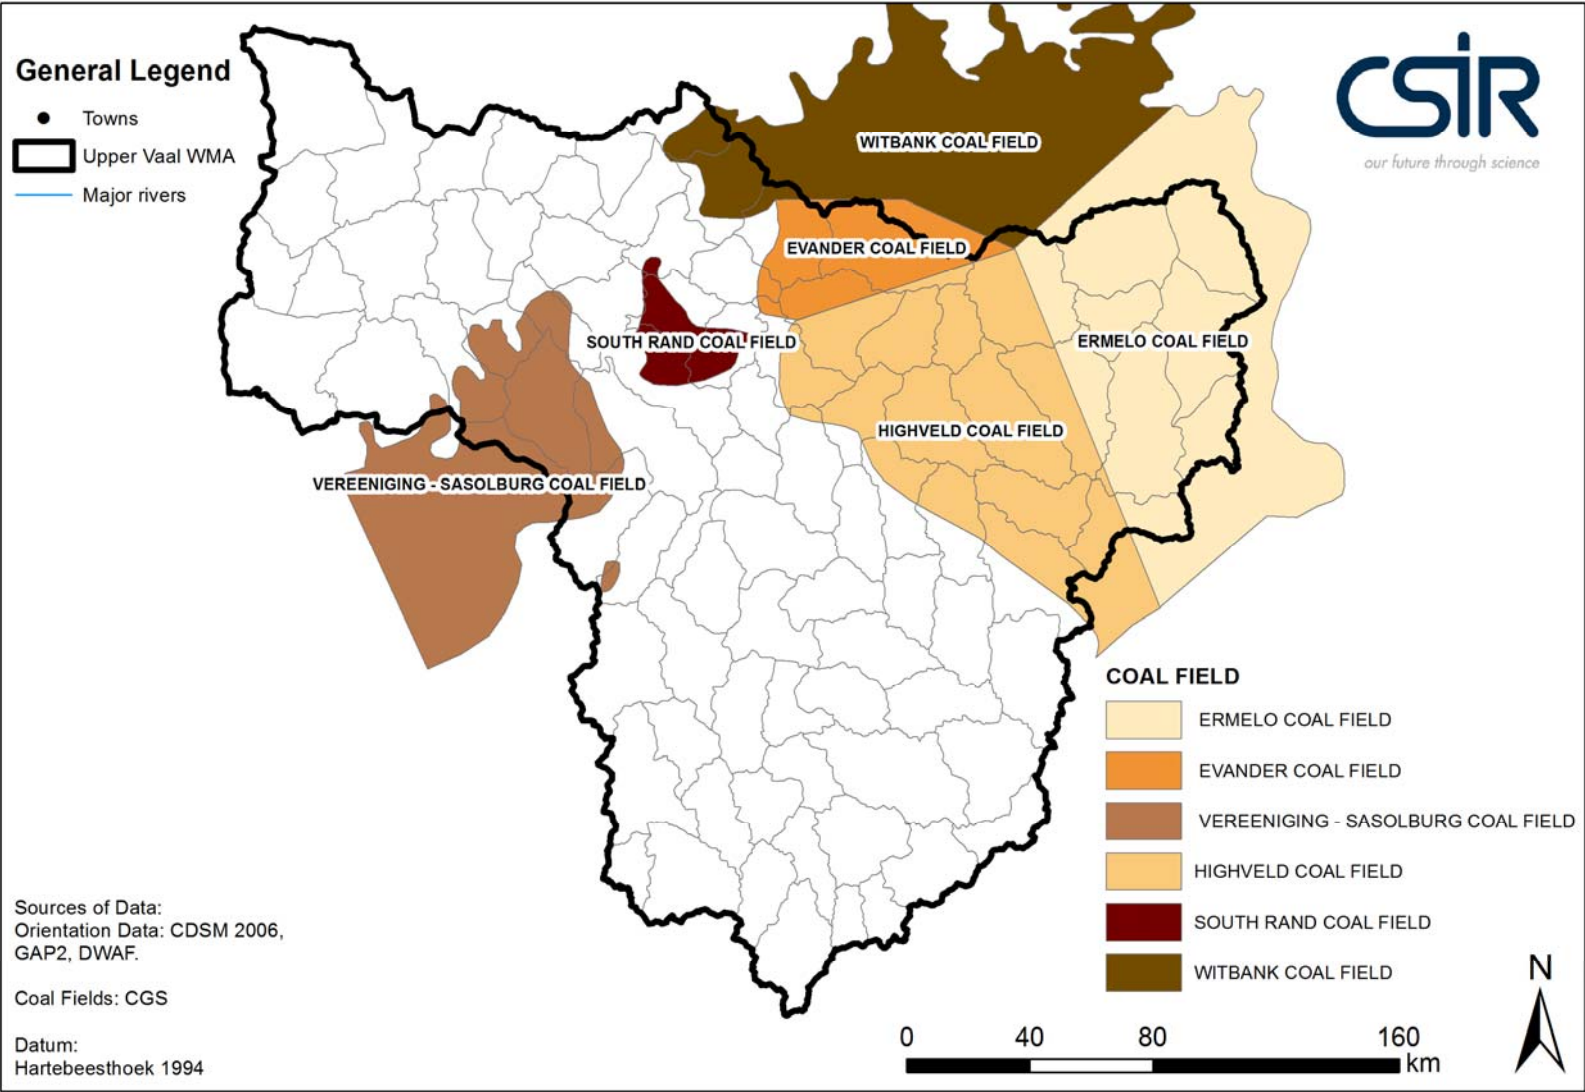 General Legend
Towns
Upper Vaal WMA
Major rivers
CSIR
our future through science
WITBANK COAL FIELD
EVANDER COAL FIELD
SOUTH RAND COAL FIELD
ERMELO COAL FIELD
HIGHVELD COAL FIELD
VEREENIGING - SASOLBURG COAL FIELD
COAL FIELD
ERMELO COAL FIELD
EVANDER COAL FIELD
VEREENIGING - SASOLBURG COAL FIELD
HIGHVELD COAL FIELD
SOUTH RAND COAL FIELD
WITBANK COAL FIELD
Sources of Data:
Orientation Data: CDSM 2006,
GAP2, DWAF.
Coal Fields: CGS
Datum:
Hartebeesthoek 1994
0 40 80 160
km
N